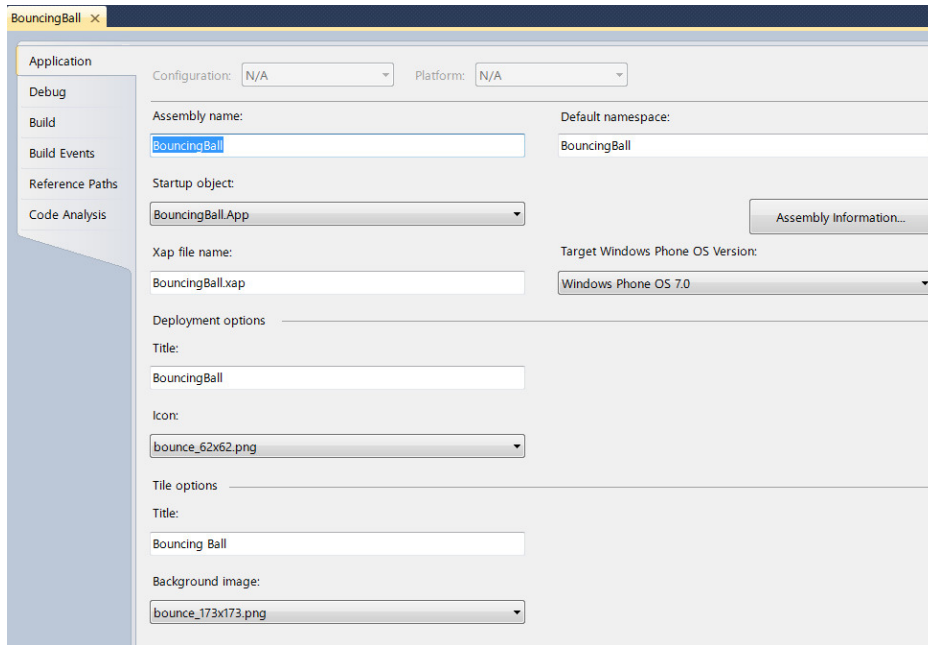 BouncingBall
Application
Debug
Build
Build Events
Reference Paths
Code Analysis
Configuration: N/A Platform: N/A
Assembly name: Default namespace:
BouncingBall BouncingBall
Startup object:
BouncingBall.App Assembly Information...
Xap file name: Target Windows Phone OS Version:
BouncingBall.xap Windows Phone OS 7.0
Deployment options
Title:
BouncingBall
Icon:
bounce_62x62.png
Tile options
Title:
Bouncing Ball
Background image:
bounce_173x173.png